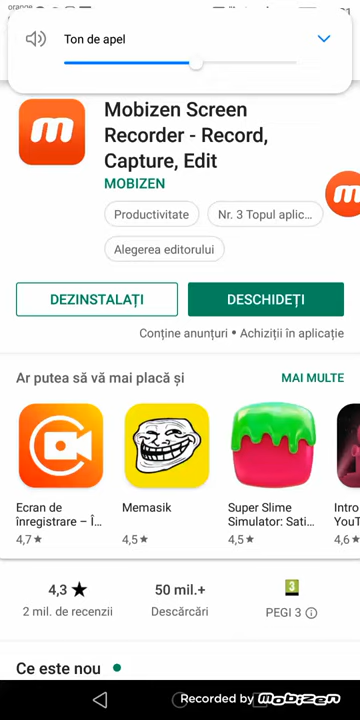 orange
Ton de apel
Mobizen Screen
Recorder - Record,
Capture, Edit
MOBIZEN
Productivitate
Nr. 3 Topul aplic...
Alegerea editorului
DEZINSTALAȚI
DESCHIDEȚI
Conține anunțuri • Achiziții în aplicație
Ar putea să vă mai placă și
MAI MULTE
Ecran de
înregistrare – Î...
4,7 ★
Memasik
4,5 ★
Super Slime
Simulator: Sati...
4,5 ★
Intro
YouT
4,6 ★
4,3 ★
2 mil. de recenzii
50 mil.+
Descărcări
3
PEGI 3
Ce este nou
Recorded by mobizen